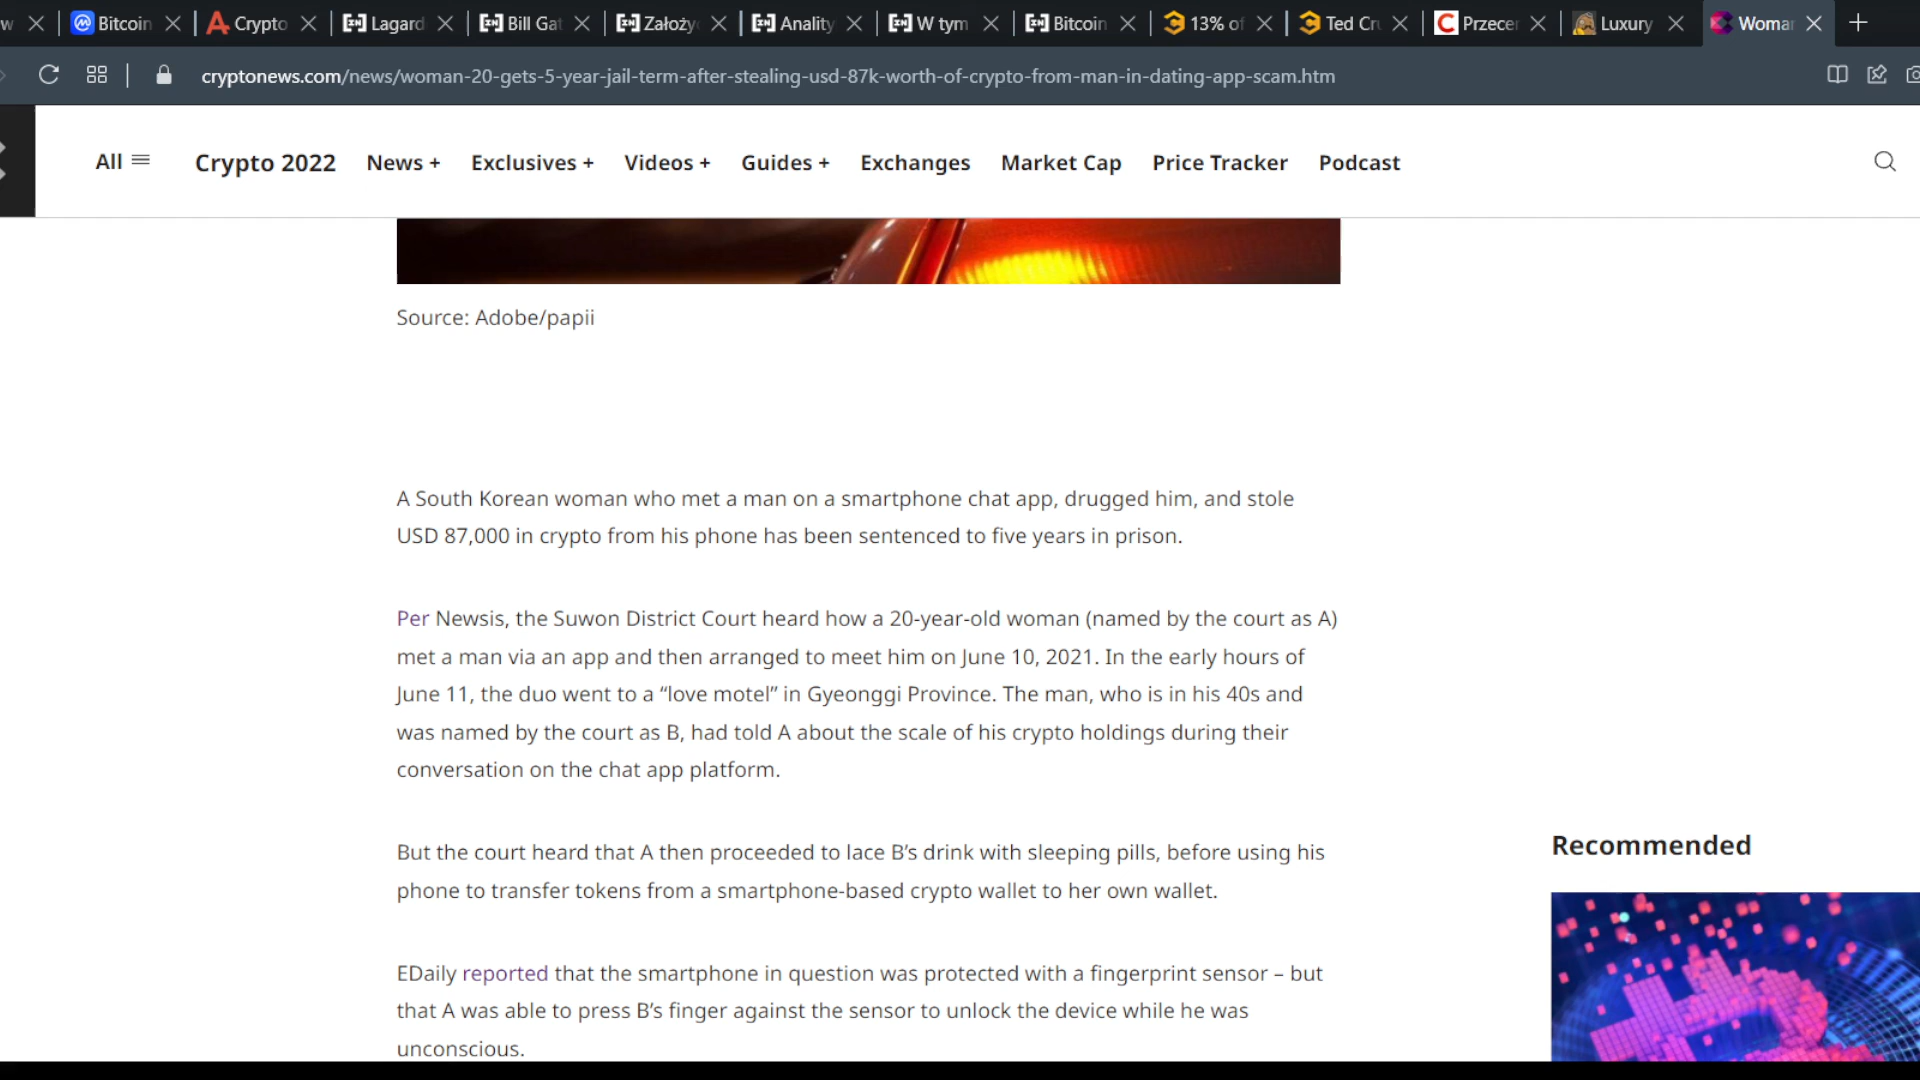 w Bitcoin Crypto Lagard Bill Gat Założyc Anality W tym Bitcoin 13% of Ted Cru Przecen Luxury Woman
cryptonews.com/news/woman-20-gets-5-year-jail-term-after-stealing-usd-87k-worth-of-crypto-from-man-in-dating-app-scam.htm
All Crypto 2022 News + Exclusives + Videos + Guides + Exchanges Market Cap Price Tracker Podcast
Source: Adobe/papii
A South Korean woman who met a man on a smartphone chat app, drugged him, and stole
USD 87,000 in crypto from his phone has been sentenced to five years in prison.
Per Newsis, the Suwon District Court heard how a 20-year-old woman (named by the court as A)
met a man via an app and then arranged to meet him on June 10, 2021. In the early hours of
June 11, the duo went to a “love motel” in Gyeonggi Province. The man, who is in his 40s and
was named by the court as B, had told A about the scale of his crypto holdings during their
conversation on the chat app platform.
But the court heard that A then proceeded to lace B’s drink with sleeping pills, before using his
phone to transfer tokens from a smartphone-based crypto wallet to her own wallet.
Recommended
EDaily reported that the smartphone in question was protected with a fingerprint sensor – but
that A was able to press B’s finger against the sensor to unlock the device while he was
unconscious.